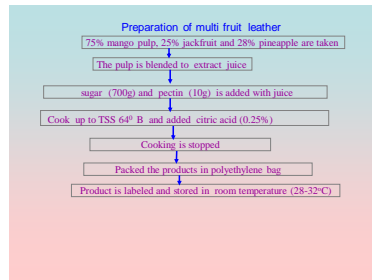 Preparation of multi fruit leather
75% mango pulp, 25% jackfruit and 28% pineapple are taken
The pulp is blended to extract juice
sugar (700g) and pectin (10g) is added with juice
Cook up to TSS 64⁰ B and added citric acid (0.25%)
Cooking is stopped
Packed the products in polyethylene bag
Product is labeled and stored in room temperature (28-32°C)